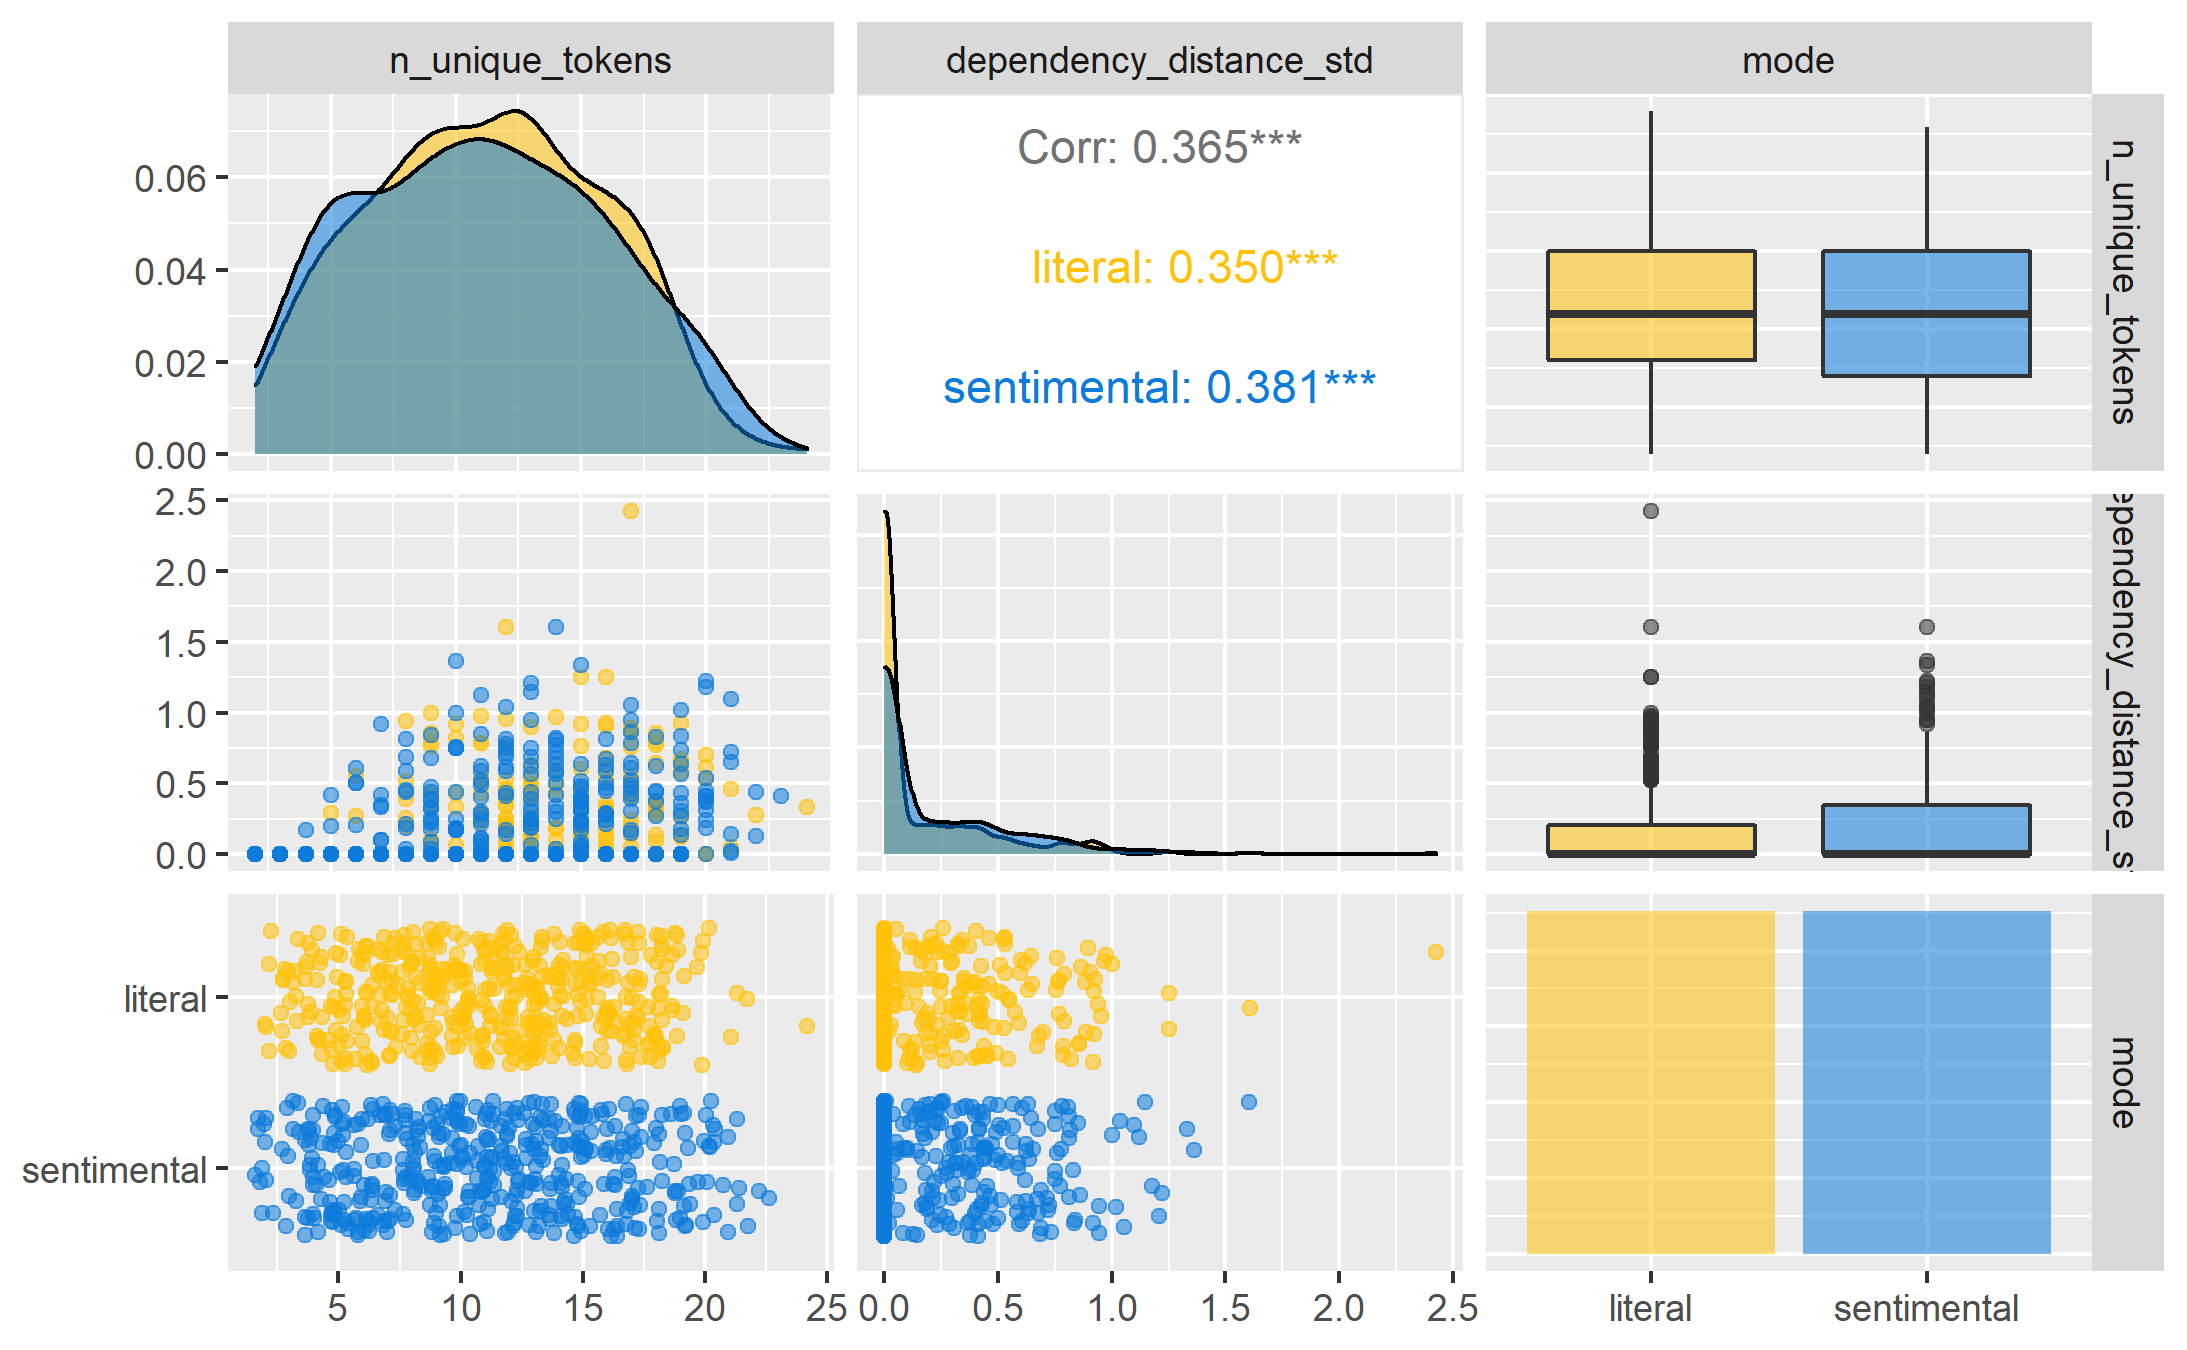 n_unique_tokens
dependency_distance_std
mode
0.06
0.04
0.02
0.00
Corr: 0.365***
literal: 0.350***
sentimental: 0.381***
n_unique_tokens
2.5
2.0
1.5
1.0
0.5
0.0
ependency_distance_s
literal
sentimental
mode
5
10
15
20
25
0.0
0.5
1.0
1.5
2.0
2.5
literal
sentimental